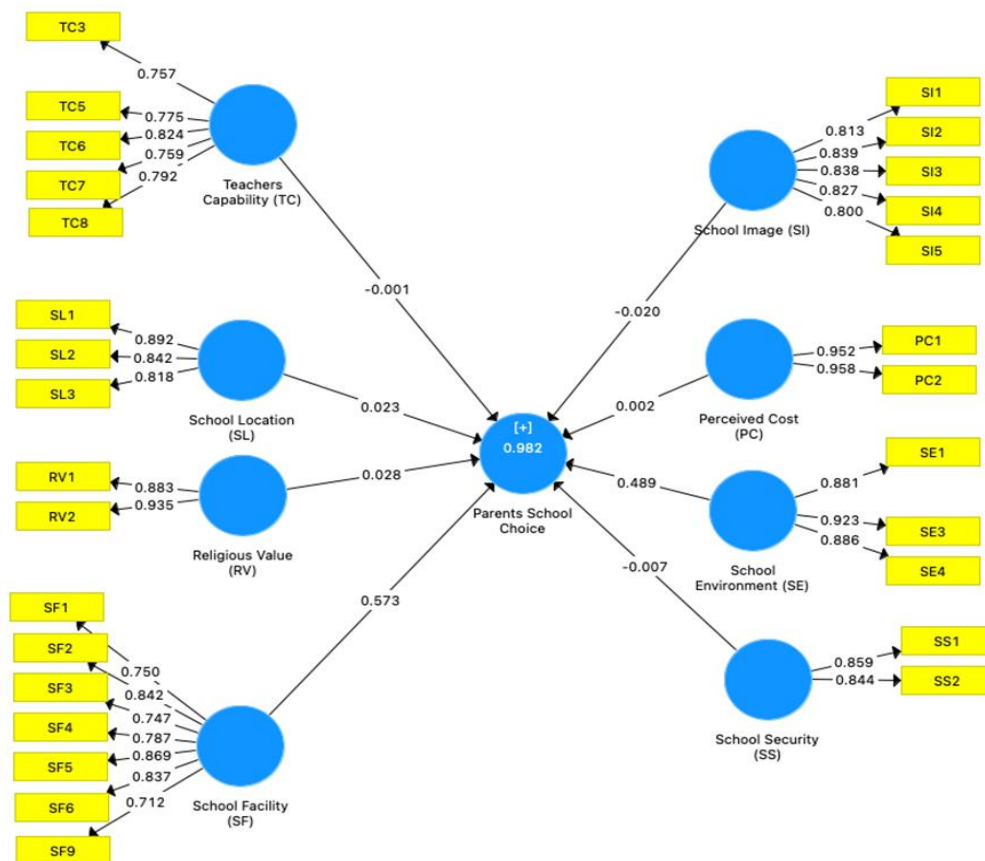 TC3
0.757
TC5
0.775
TC6
0.824
TC7
0.759
TC8
0.792
Teachers
Capability (TC)
-0.001
SL1
0.892
SL2
0.842
SL3
0.818
School Location
(SL)
0.023
RV1
0.883
RV2
0.935
Religious Value
(RV)
0.028
SF1
0.750
SF2
0.842
SF3
0.747
SF4
0.787
SF5
0.869
SF6
0.837
SF9
0.712
School Facility
(SF)
0.573
[+]
0.982
Parents School
Choice
SI1
0.813
SI2
0.839
SI3
0.838
SI4
0.827
SI5
0.800
School Image (SI)
-0.020
PC1
0.952
PC2
0.958
Perceived Cost
(PC)
0.002
SE1
0.881
SE3
0.923
SE4
0.886
School
Environment (SE)
0.489
SS1
0.859
SS2
0.844
School Security
(SS)
-0.007